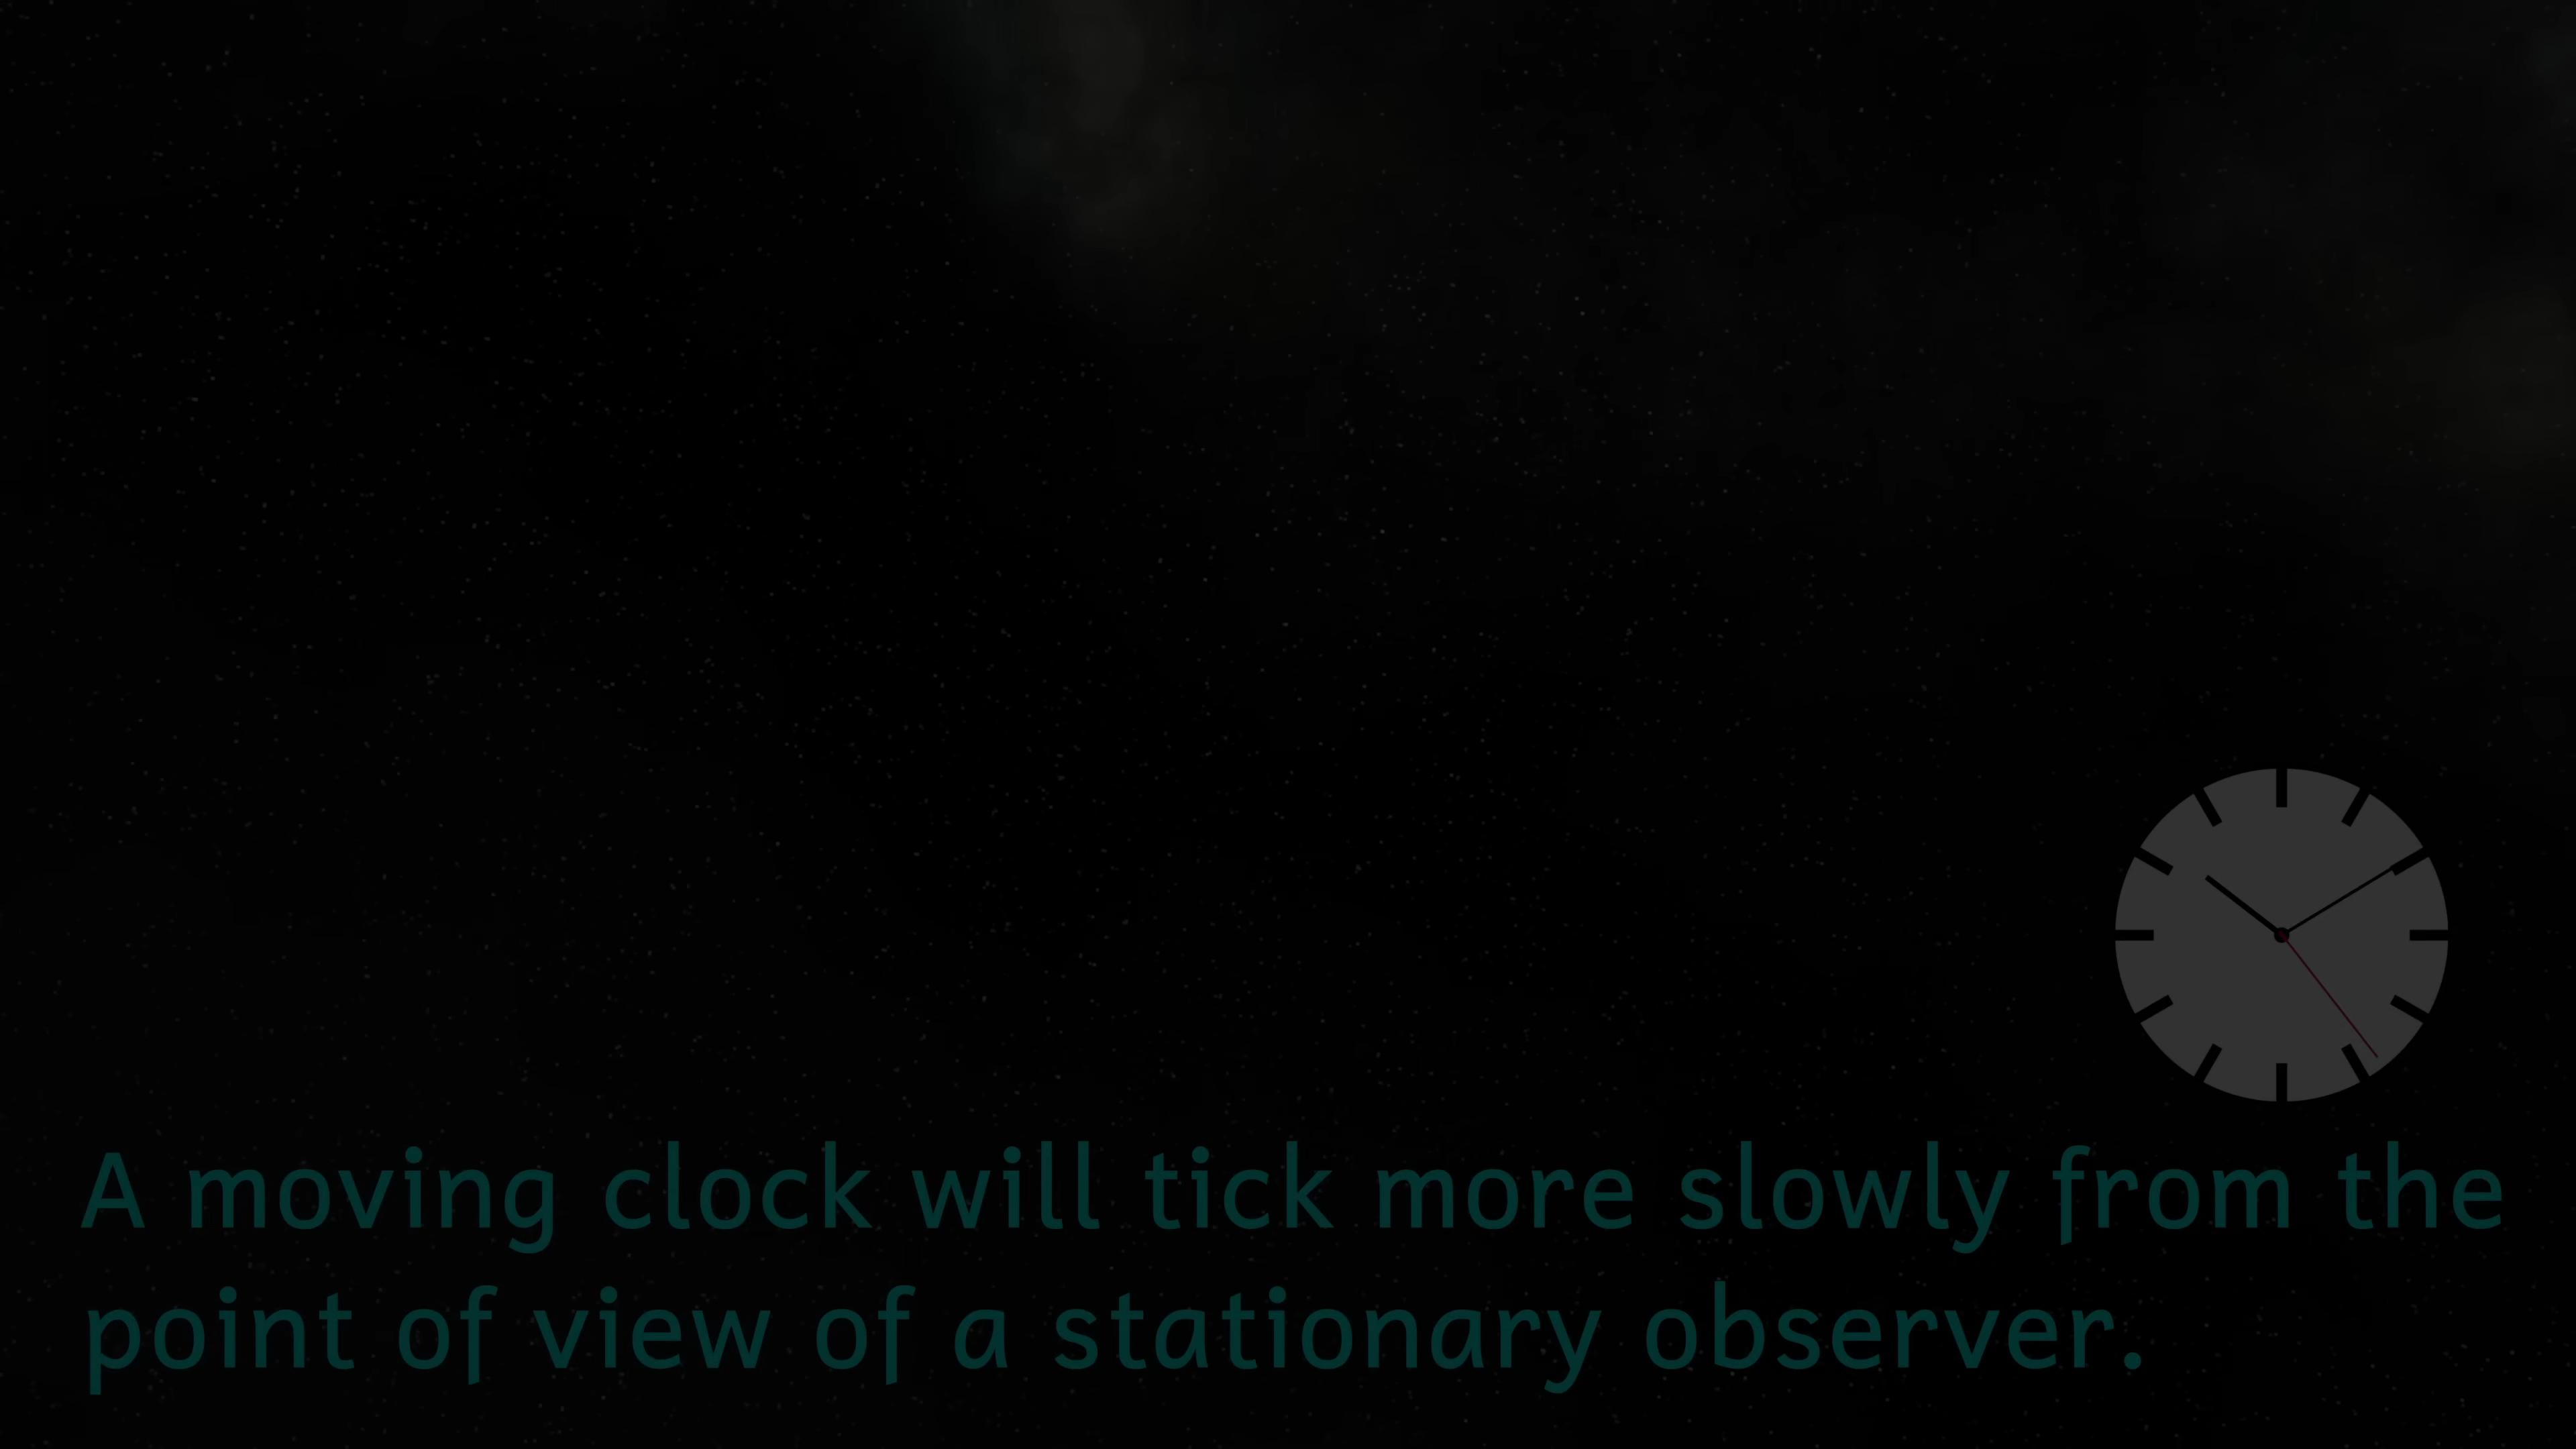 A moving clock will tick more slowly from the
point of view of a stationary observer.